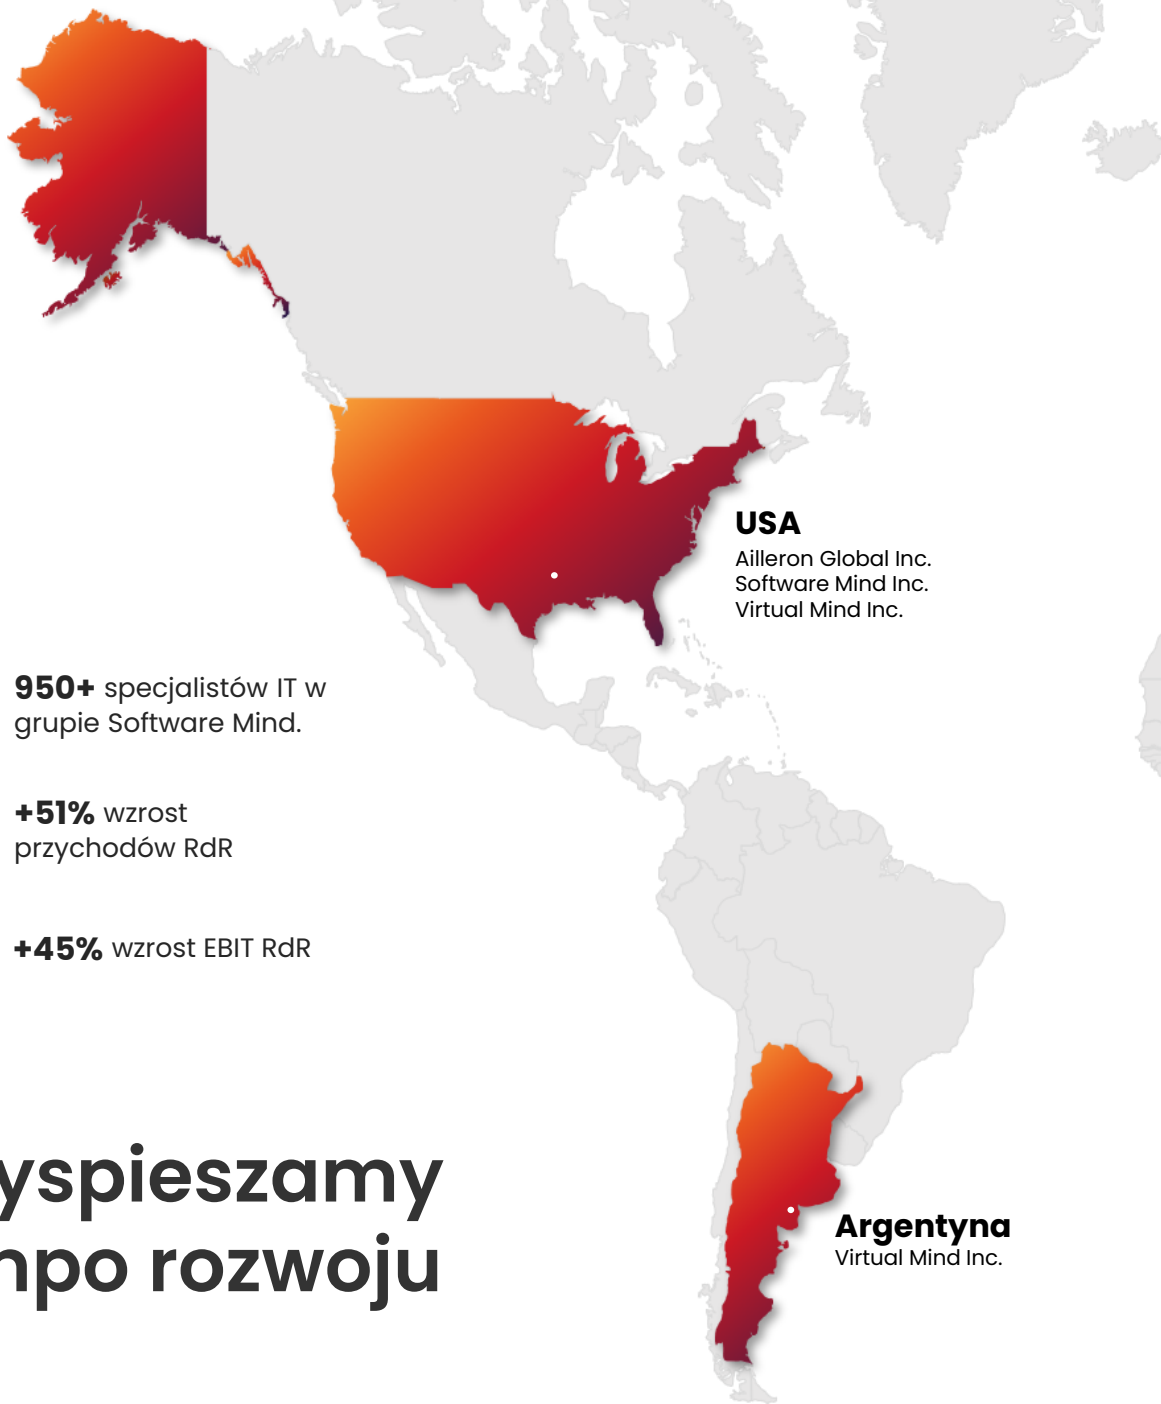 USA
Ailleron Global Inc.
Software Mind Inc.
Virtual Mind Inc.
950+ specjalistów IT w
grupie Software Mind.
+51% wzrost
przychodów RdR
+45% wzrost EBIT RdR
yspieszamy
mpo rozwoju
Argentyna
Virtual Mind Inc.